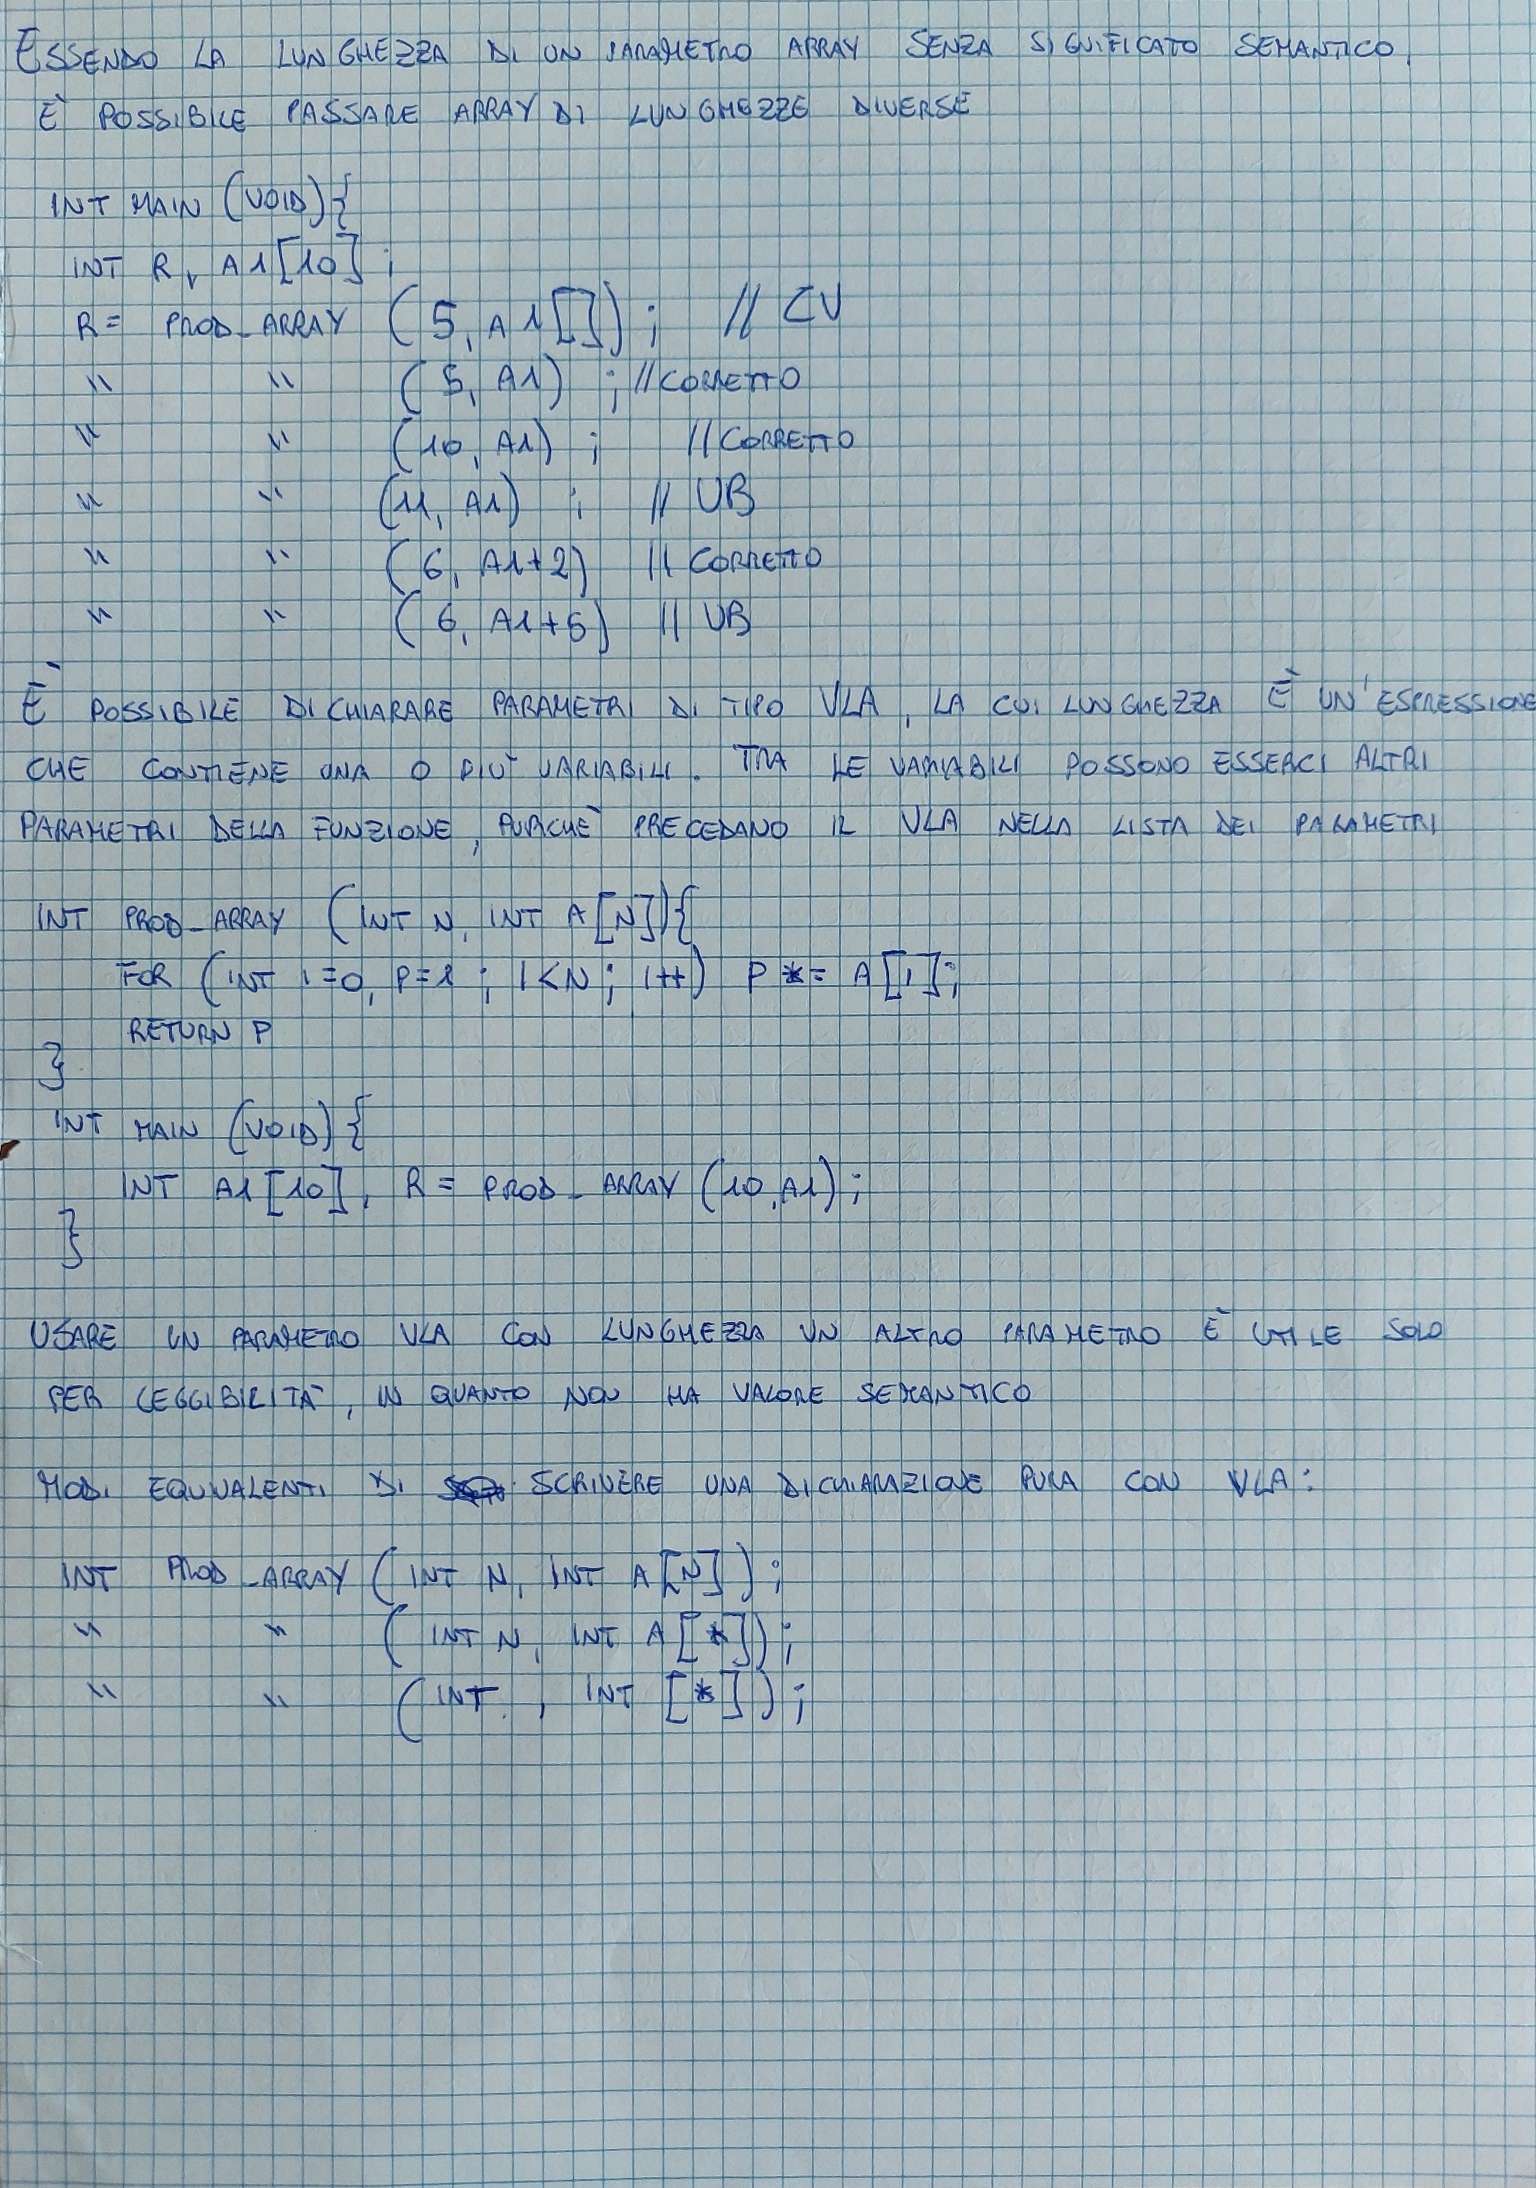 ESSENDO LA LUNGHEZZA DI UN PARAMETRO ARRAY SENZA SIGNIFICATO SEMANTICO,
È POSSIBILE PASSARE ARRAY DI LUNGHEZZE DIVERSE
INT MAIN (VOID){
INT R, A1[10];
R = PROD_ARRAY (5, A1[]); // CV
" " (5, A1) ; //CORRETTO
" " (10, A1) ; //CORRETTO
" " (11, A1) ; // UB
" " (6, A1+2) // CORRETTO
" " (6, A1+5) // UB
È POSSIBILE DICHIARARE PARAMETRI DI TIPO VLA, LA CUI LUNGHEZZA È UN'ESPRESSIONE
CHE CONTIENE UNA O PIÙ VARIABILI. TRA LE VARIABILI POSSONO ESSERCI ALTRI
PARAMETRI DELLA FUNZIONE, PURCHÈ PRECEDANO IL VLA NELLA LISTA DEI PARAMETRI
INT PROD_ARRAY (INT N, INT A[N]){
FOR (INT I=0, P=1 ; I<N ; I++) P *= A[I];
RETURN P
}
INT MAIN (VOID){
INT A1[10], R = PROD_ARRAY (10,A1);
}
USARE UN PARAMETRO VLA CON LUNGHEZZA UN ALTRO PARAMETRO È UTILE SOLO
PER LEGGIBILITÀ, IN QUANTO NON HA VALORE SEMANTICO
MODI EQUIVALENTI DI SCRIVERE UNA DICHIARAZIONE PURA CON VLA:
INT PROD_ARRAY (INT N, INT A[N]);
" " (INT N, INT A[*]);
" " (INT , INT [*]);